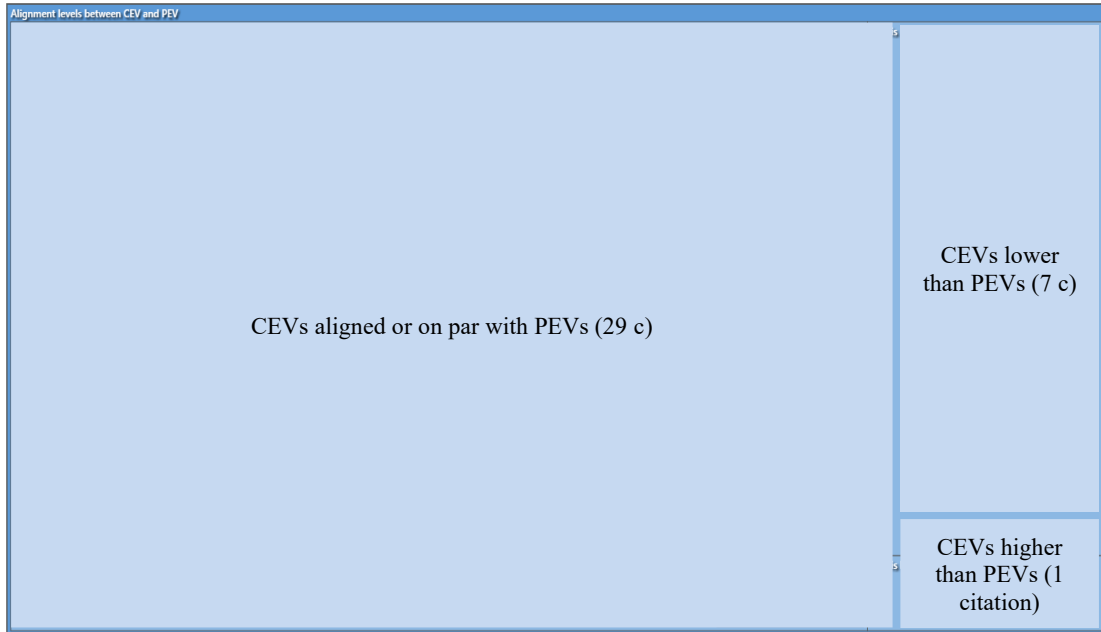 Alignment levels between CEV and PEV
CEVs aligned or on par with PEVs (29 c)
CEVs lower
than PEVs (7 c)
CEVs higher
than PEVs (1
citation)